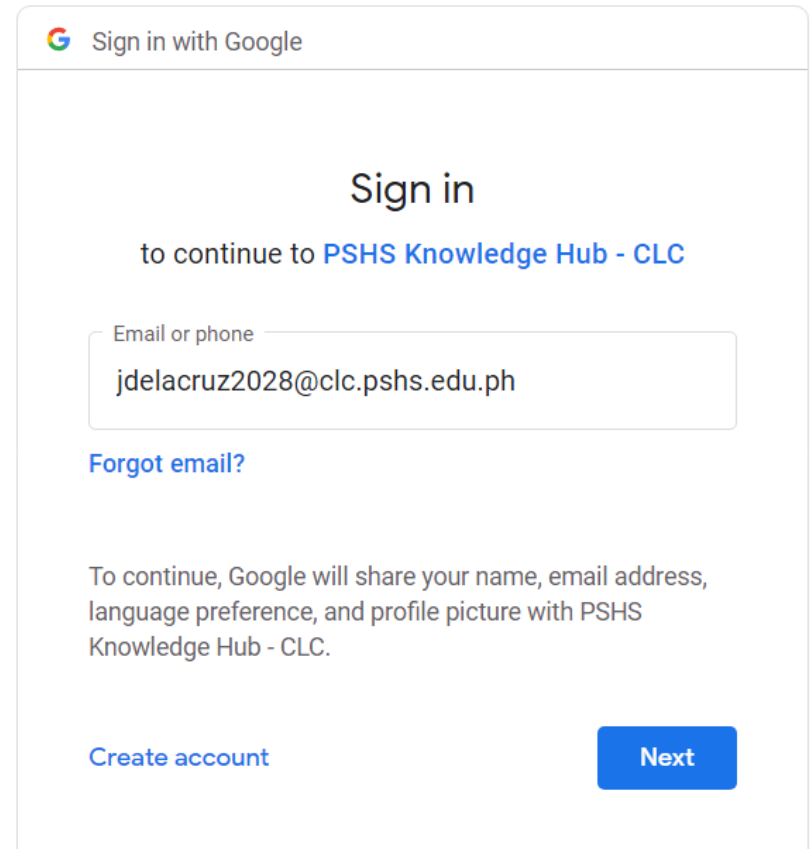 Sign in with Google
Sign in
to continue to PSHS Knowledge Hub - CLC
Email or phone
jdelacruz2028@clc.pshs.edu.ph
Forgot email?
To continue, Google will share your name, email address,
language preference, and profile picture with PSHS
Knowledge Hub - CLC.
Create account
Next